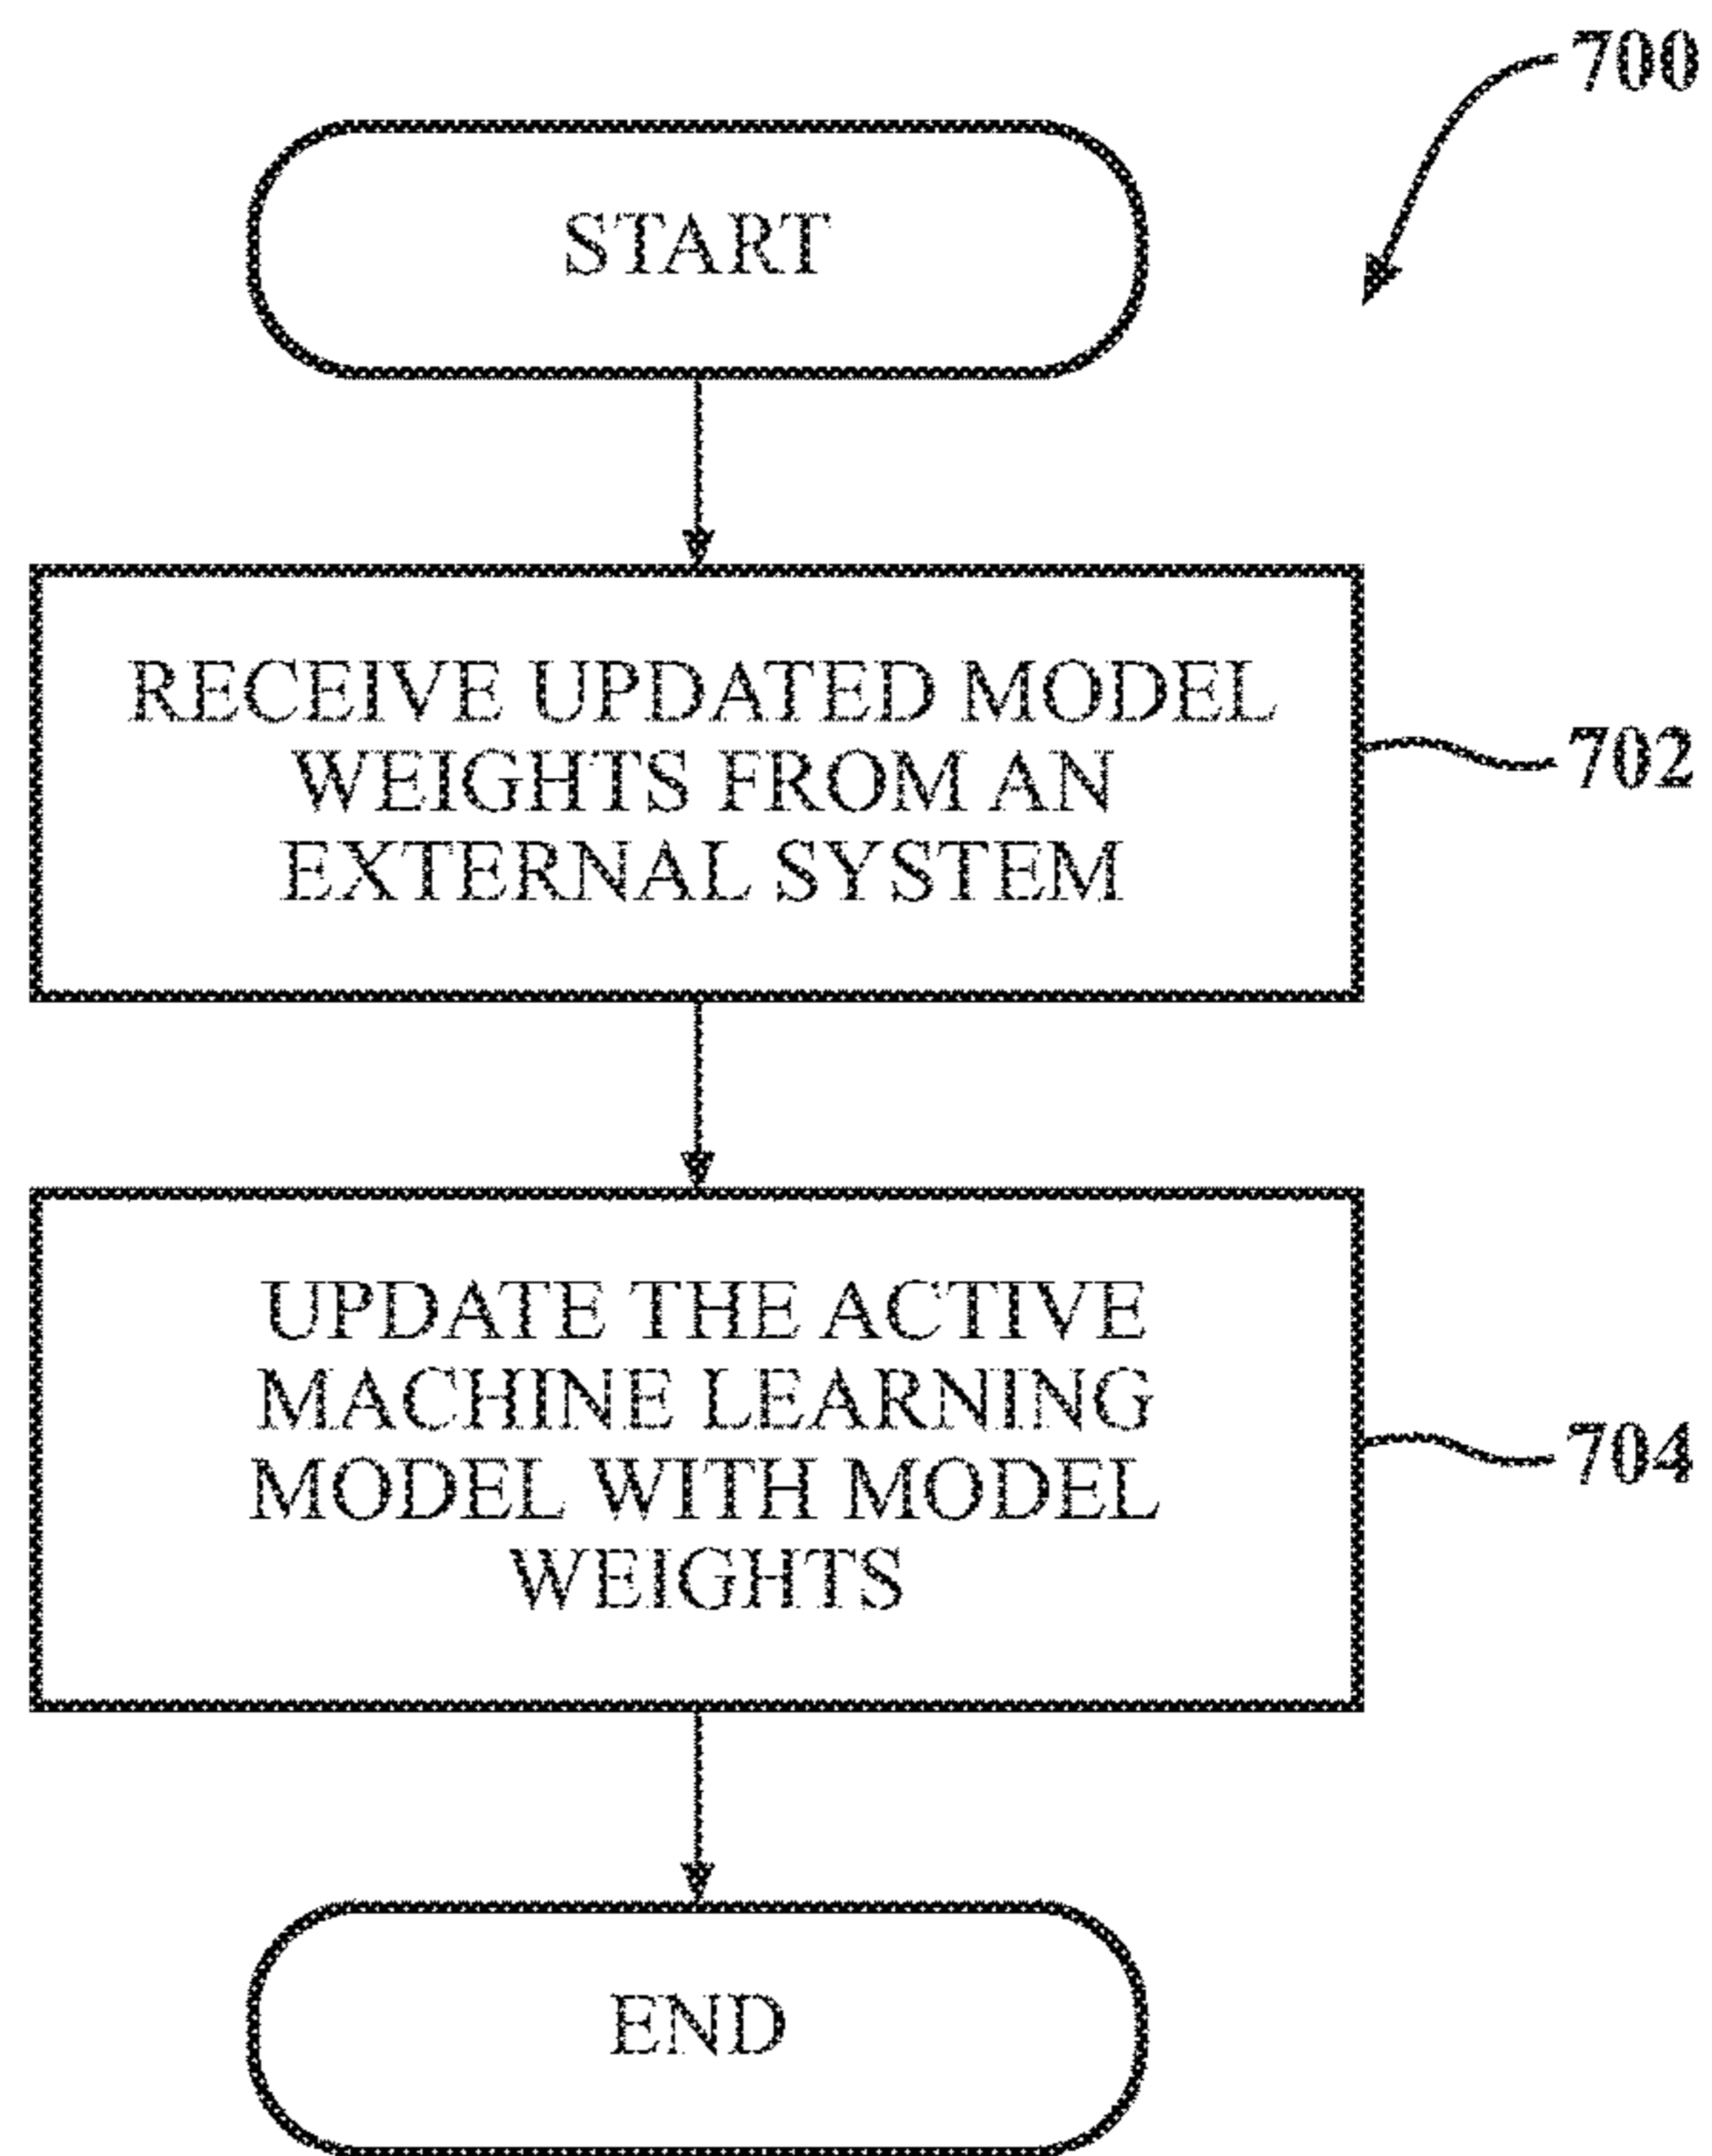 700
START
RECEIVE UPDATED MODEL
WEIGHTS FROM AN
EXTERNAL SYSTEM
702
UPDATE THE ACTIVE
MACHINE LEARNING
MODEL WITH MODEL
WEIGHTS
704
END